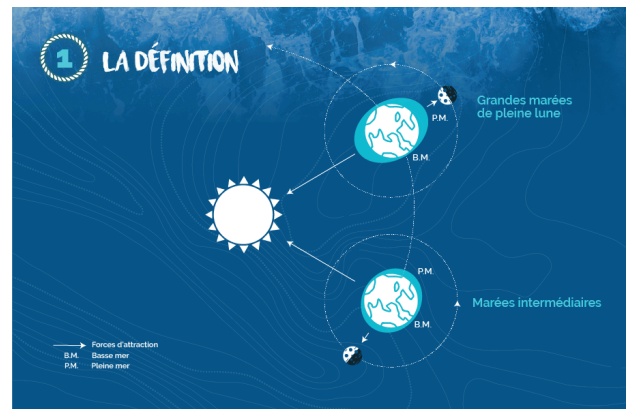 1 LA DÉFINITION
Grandes marées
de pleine lune
P.M.
B.M.
P.M.
Marées intermédiaires
B.M.
Forces d'attraction
B.M. Basse mer
P.M. Pleine mer